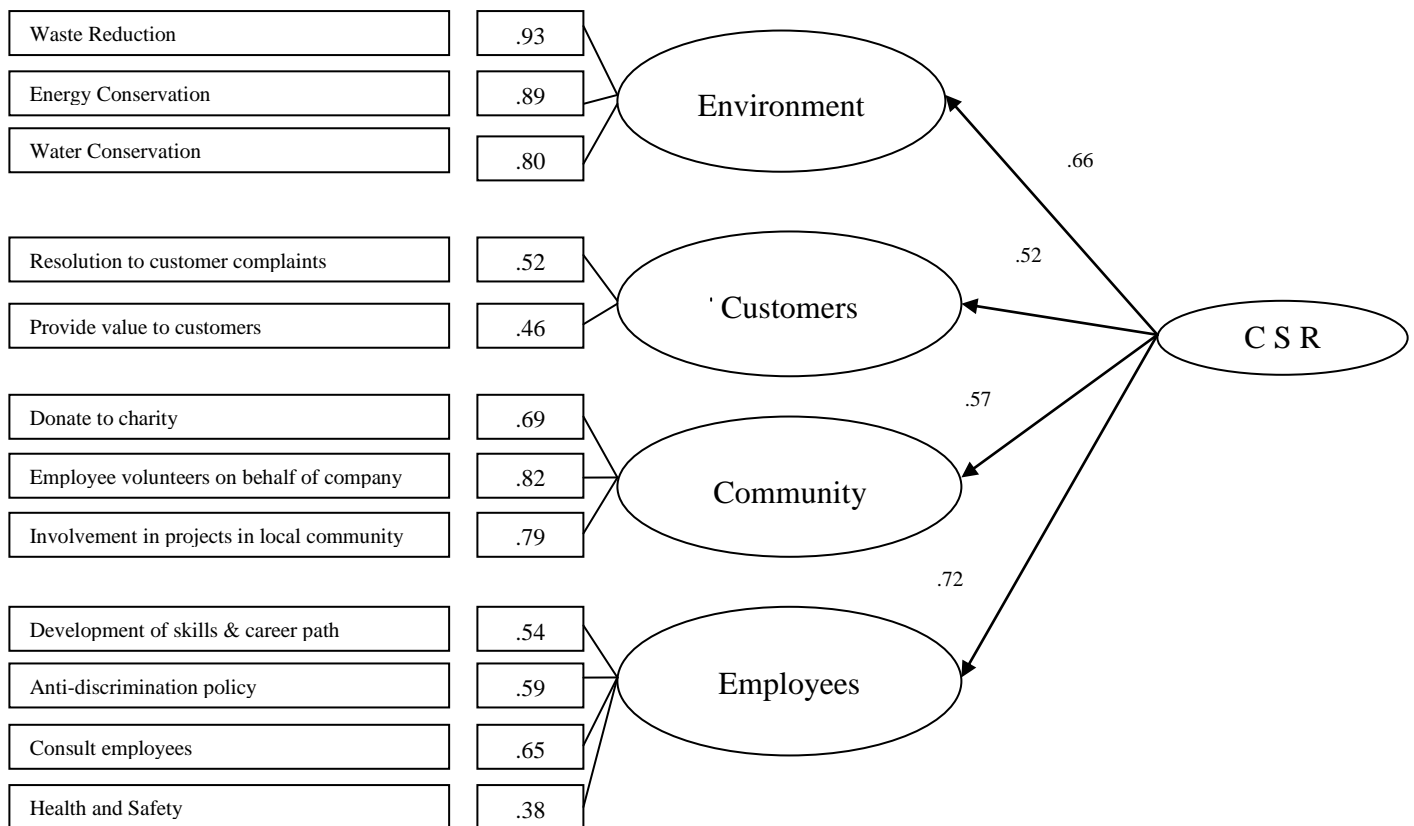 Waste Reduction .93
Energy Conservation .89
Water Conservation .80
Environment
.66
Resolution to customer complaints .52
Provide value to customers .46
' Customers
.52
C S R
Donate to charity .69
Employee volunteers on behalf of company .82
Involvement in projects in local community .79
Community
.57
Development of skills & career path .54
Anti-discrimination policy .59
Consult employees .65
Health and Safety .38
Employees
.72